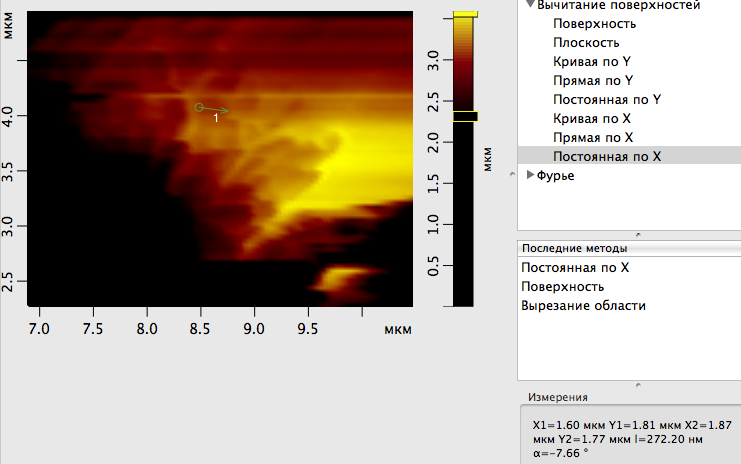 мкм
4.0
3.5
3.0
2.5
7.0 7.5 8.0 8.5 9.0 9.5 мкм
1
3.0
2.5
2.0
1.5
1.0
0.5
мкм
Вычитание поверхностей
Поверхность
Плоскость
Кривая по Y
Прямая по Y
Постоянная по Y
Кривая по X
Прямая по X
Постоянная по X
Фурье
Последние методы
Постоянная по X
Поверхность
Вырезание области
Измерения
X1=1.60 мкм Y1=1.81 мкм X2=1.87
мкм Y2=1.77 мкм l=272.20 нм
α=-7.66 °